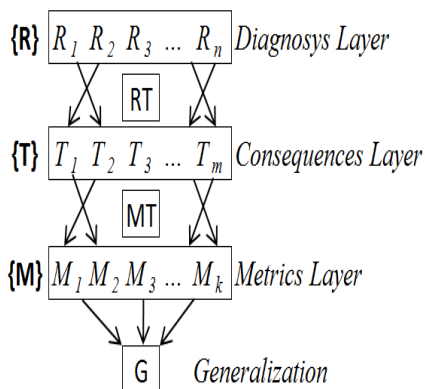 {R} R1 R2 R3 ... Rn Diagnosys Layer
RT
{T} T1 T2 T3 ... Tm Consequences Layer
MT
{M} M1 M2 M3 ... Mk Metrics Layer
G Generalization